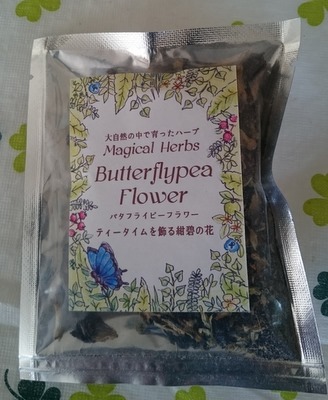 大自然の中で育ったハーブ
Magical Herbs
Butterflypea
Flower
バタフライピーフラワー
ティータイムを飾る紺碧の花